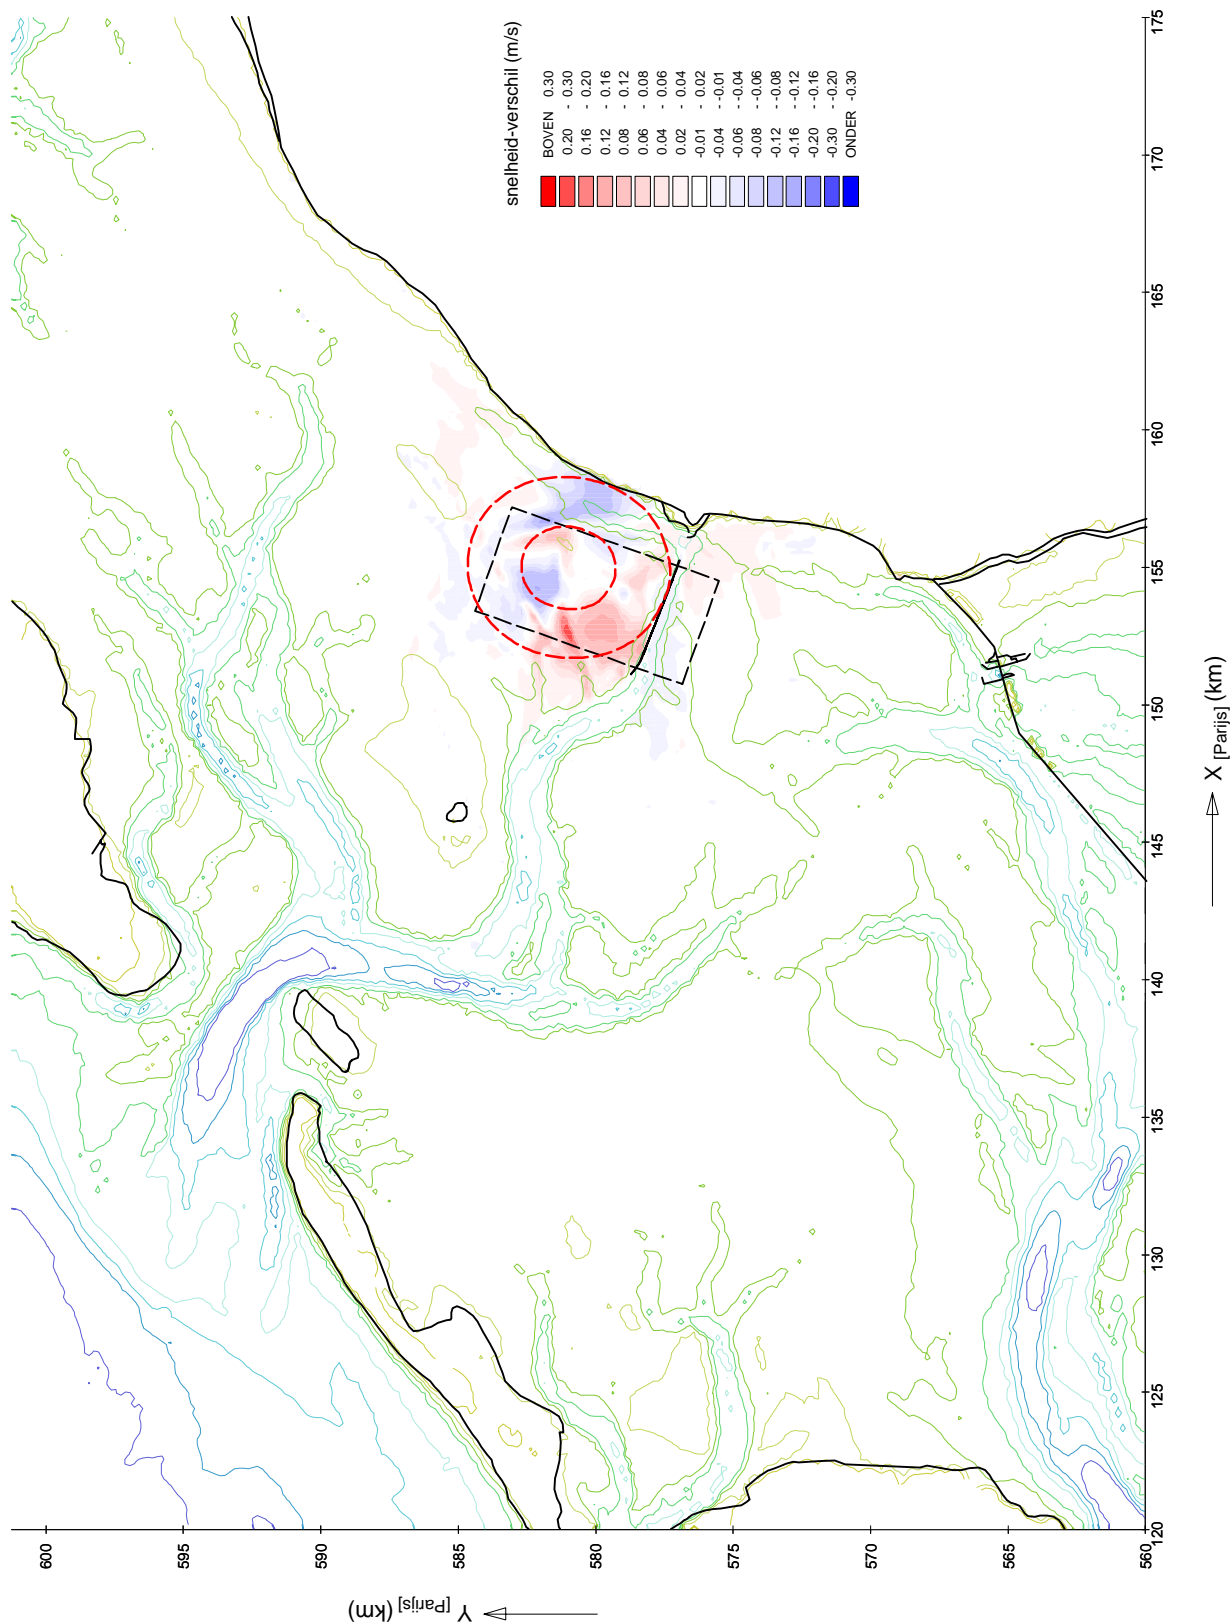 snelheid-verschil (m/s)
BOVEN 0.30
0.20 - 0.30
0.16 - 0.20
0.12 - 0.16
0.08 - 0.12
0.06 - 0.08
0.04 - 0.06
0.02 - 0.04
-0.01 - 0.02
-0.04 - -0.01
-0.06 - -0.04
-0.08 - -0.06
-0.12 - -0.08
-0.16 - -0.12
-0.20 - -0.16
-0.30 - -0.20
ONDER -0.30
600
595
590
585
580
575
570
565
560
Y [Parijs] (km)
120
125
130
135
140
145
150
155
160
165
170
175
X [Parijs] (km)